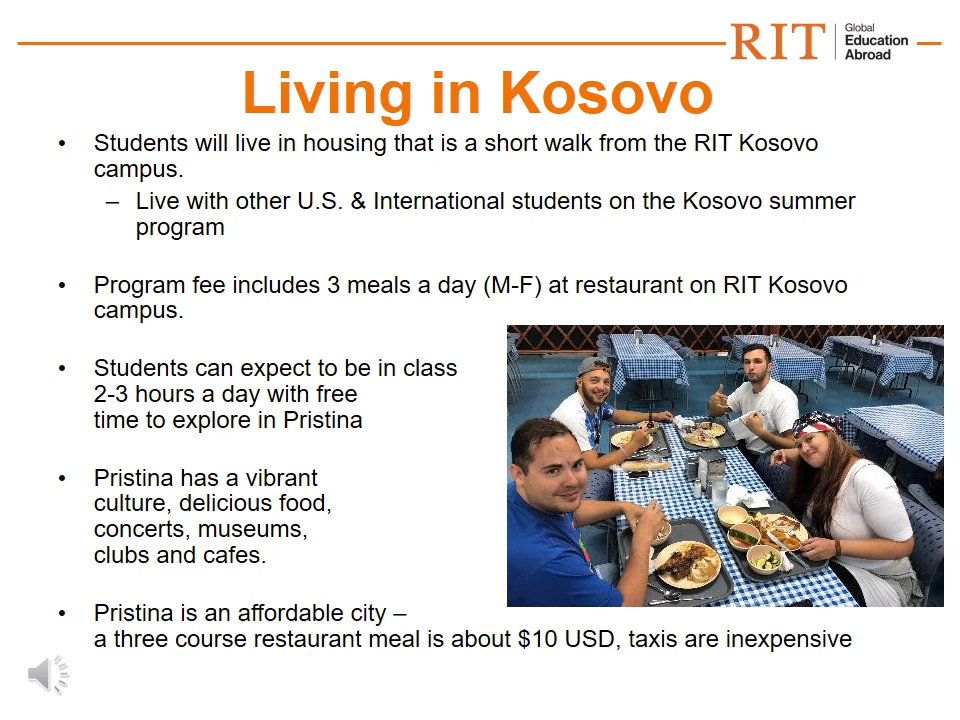 RIT
Global
Education
Abroad
Living in Kosovo
• Students will live in housing that is a short walk from the RIT Kosovo
campus.
– Live with other U.S. & International students on the Kosovo summer
program
• Program fee includes 3 meals a day (M-F) at restaurant on RIT Kosovo
campus.
• Students can expect to be in class
2-3 hours a day with free
time to explore in Pristina
• Pristina has a vibrant
culture, delicious food,
concerts, museums,
clubs and cafes.
• Pristina is an affordable city –
a three course restaurant meal is about $10 USD, taxis are inexpensive